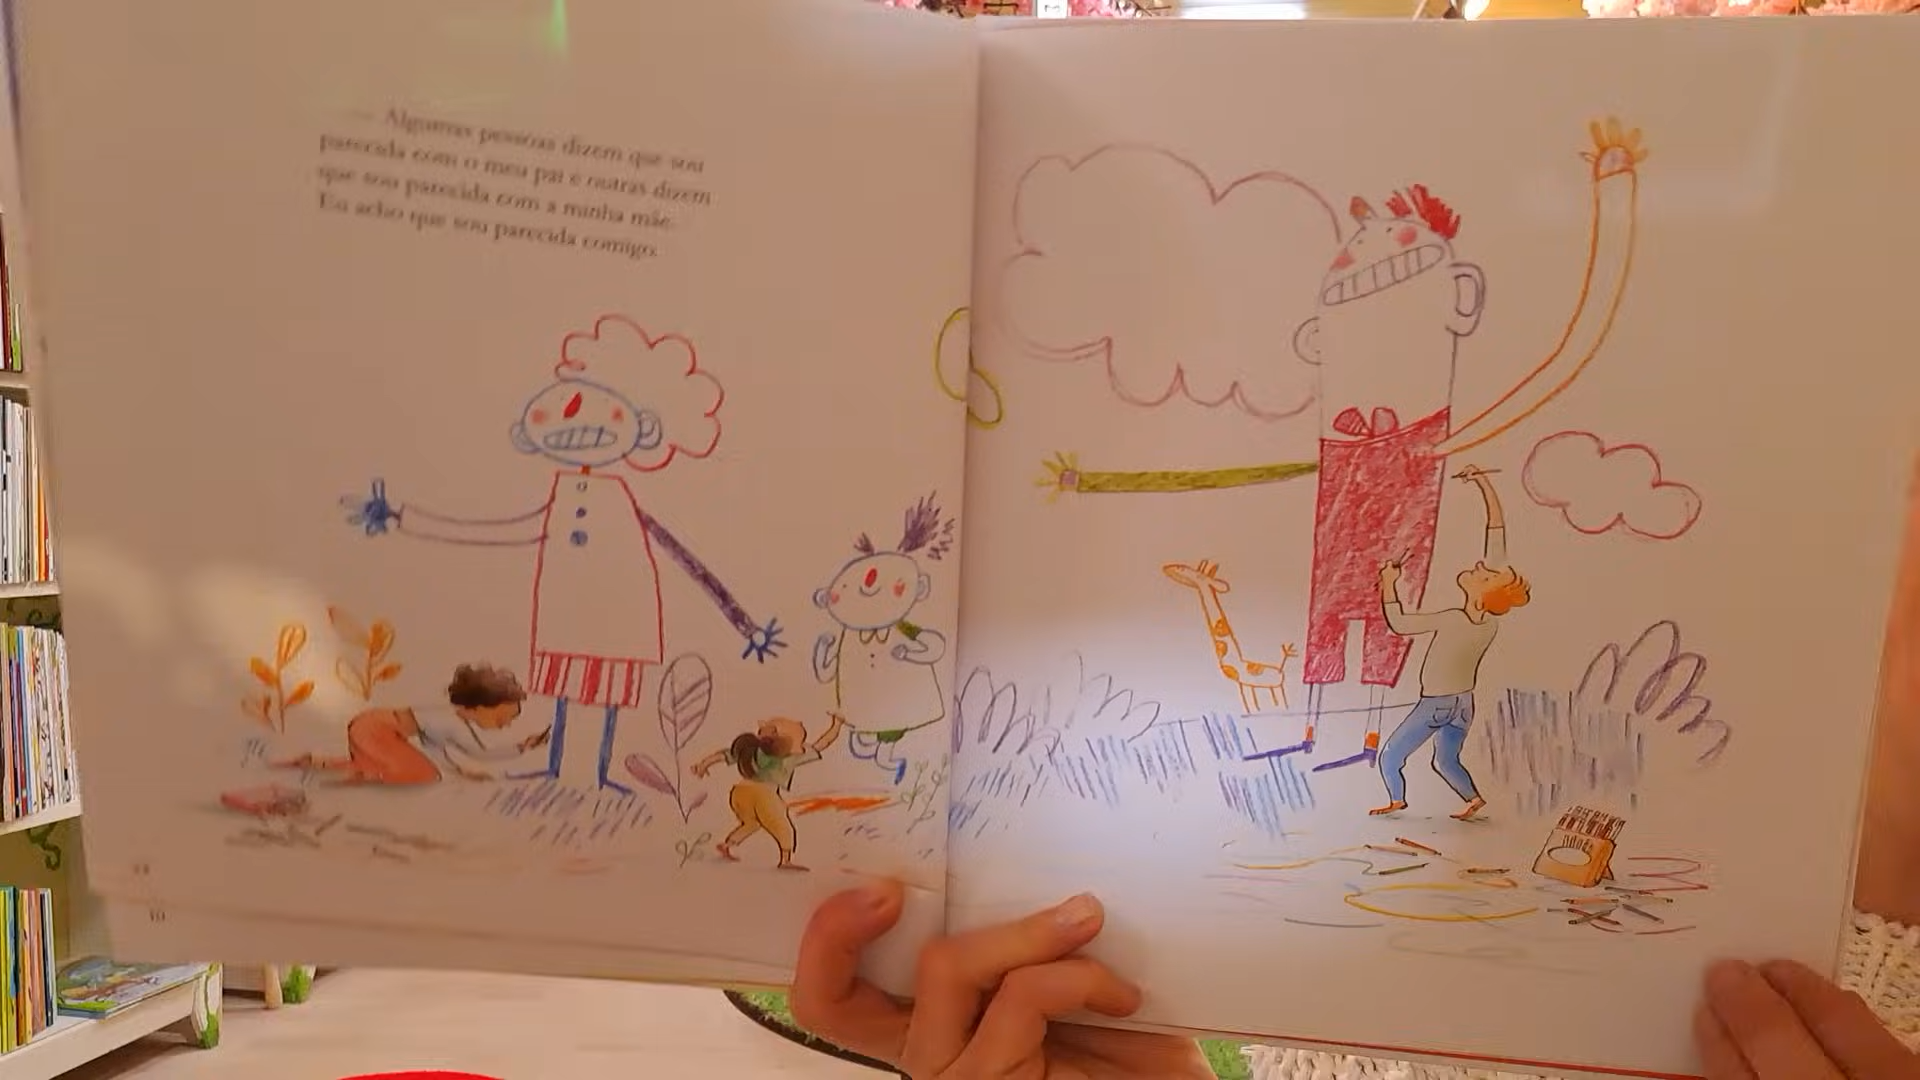 — Algumas pessoas dizem que sou
parecida com o meu pai e outras dizem
que sou parecida com a minha mãe.
Eu acho que sou parecida comigo.
10